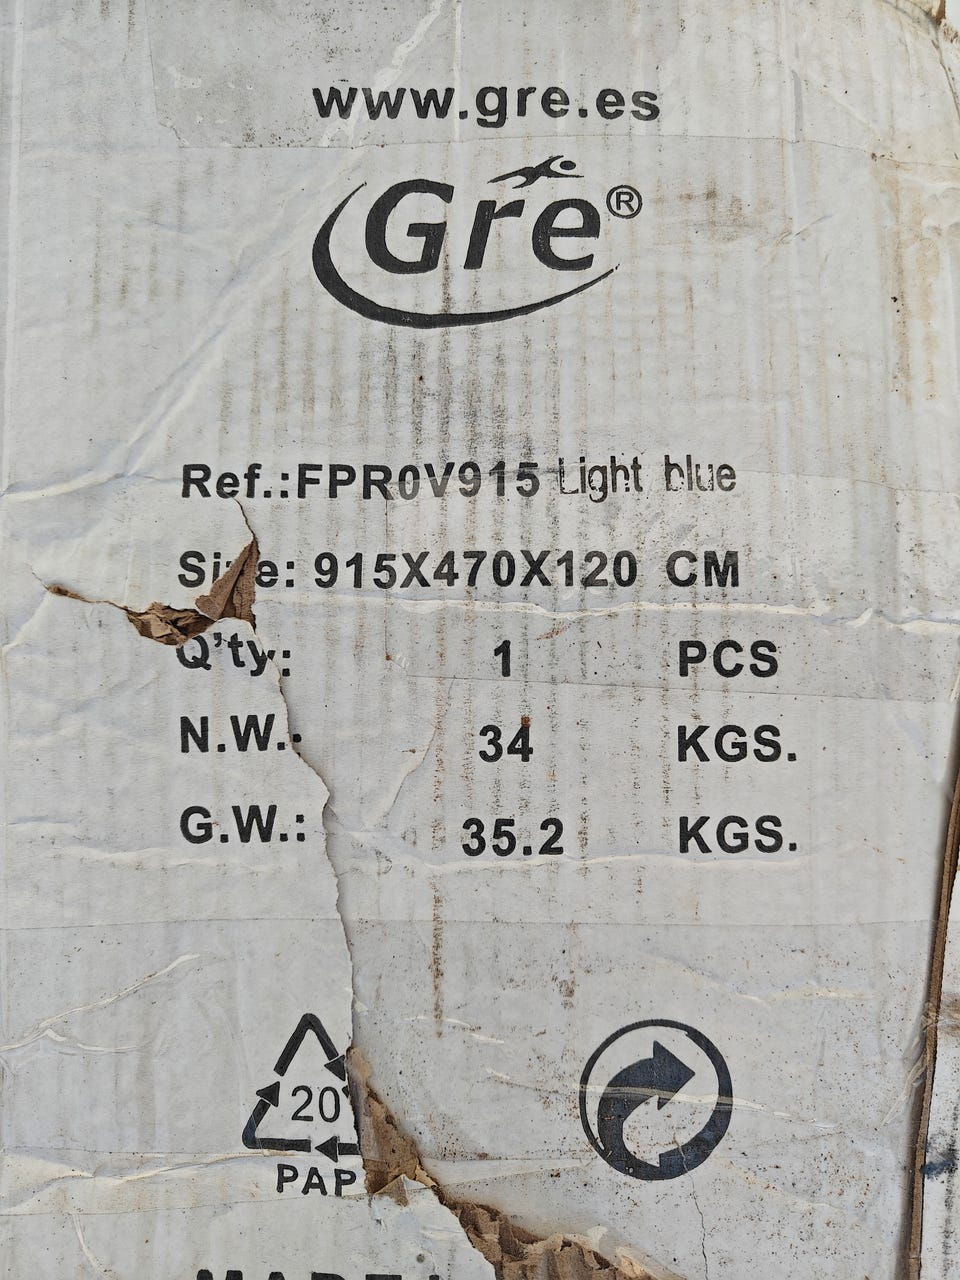 www.gre.es
Gre®
Ref.:FPR0V915 Light blue
Size: 915X470X120 CM
Q'ty: 1 PCS
N.W.: 34 KGS.
G.W.: 35.2 KGS.
20
PAP